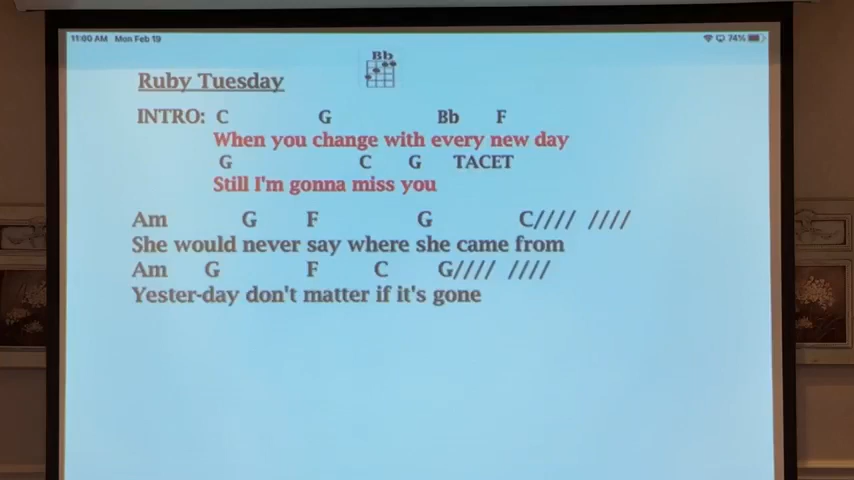 11:00 AM Mon Feb 19
74%
Bb
Ruby Tuesday
INTRO: C G Bb F
When you change with every new day
G C G TACET
Still I'm gonna miss you
Am G F G C//// ////
She would never say where she came from
Am G F C G//// ////
Yester-day don't matter if it's gone